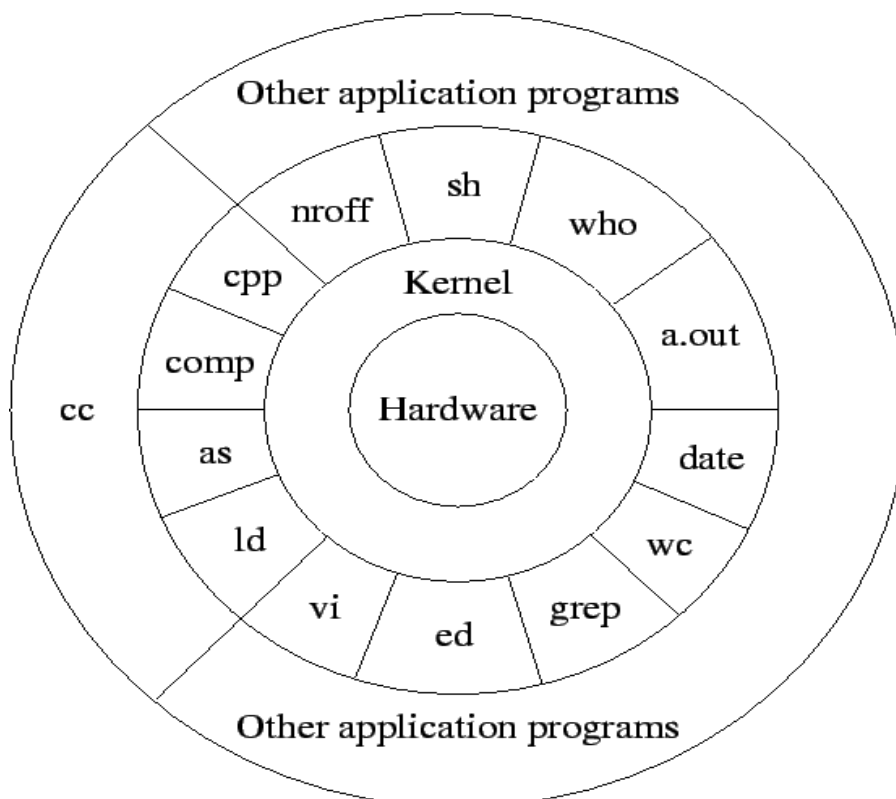 Other application programs
nroff
sh
who
cpp
Kernel
a.out
comp
Hardware
cc
as
date
ld
wc
vi
ed
grep
Other application programs